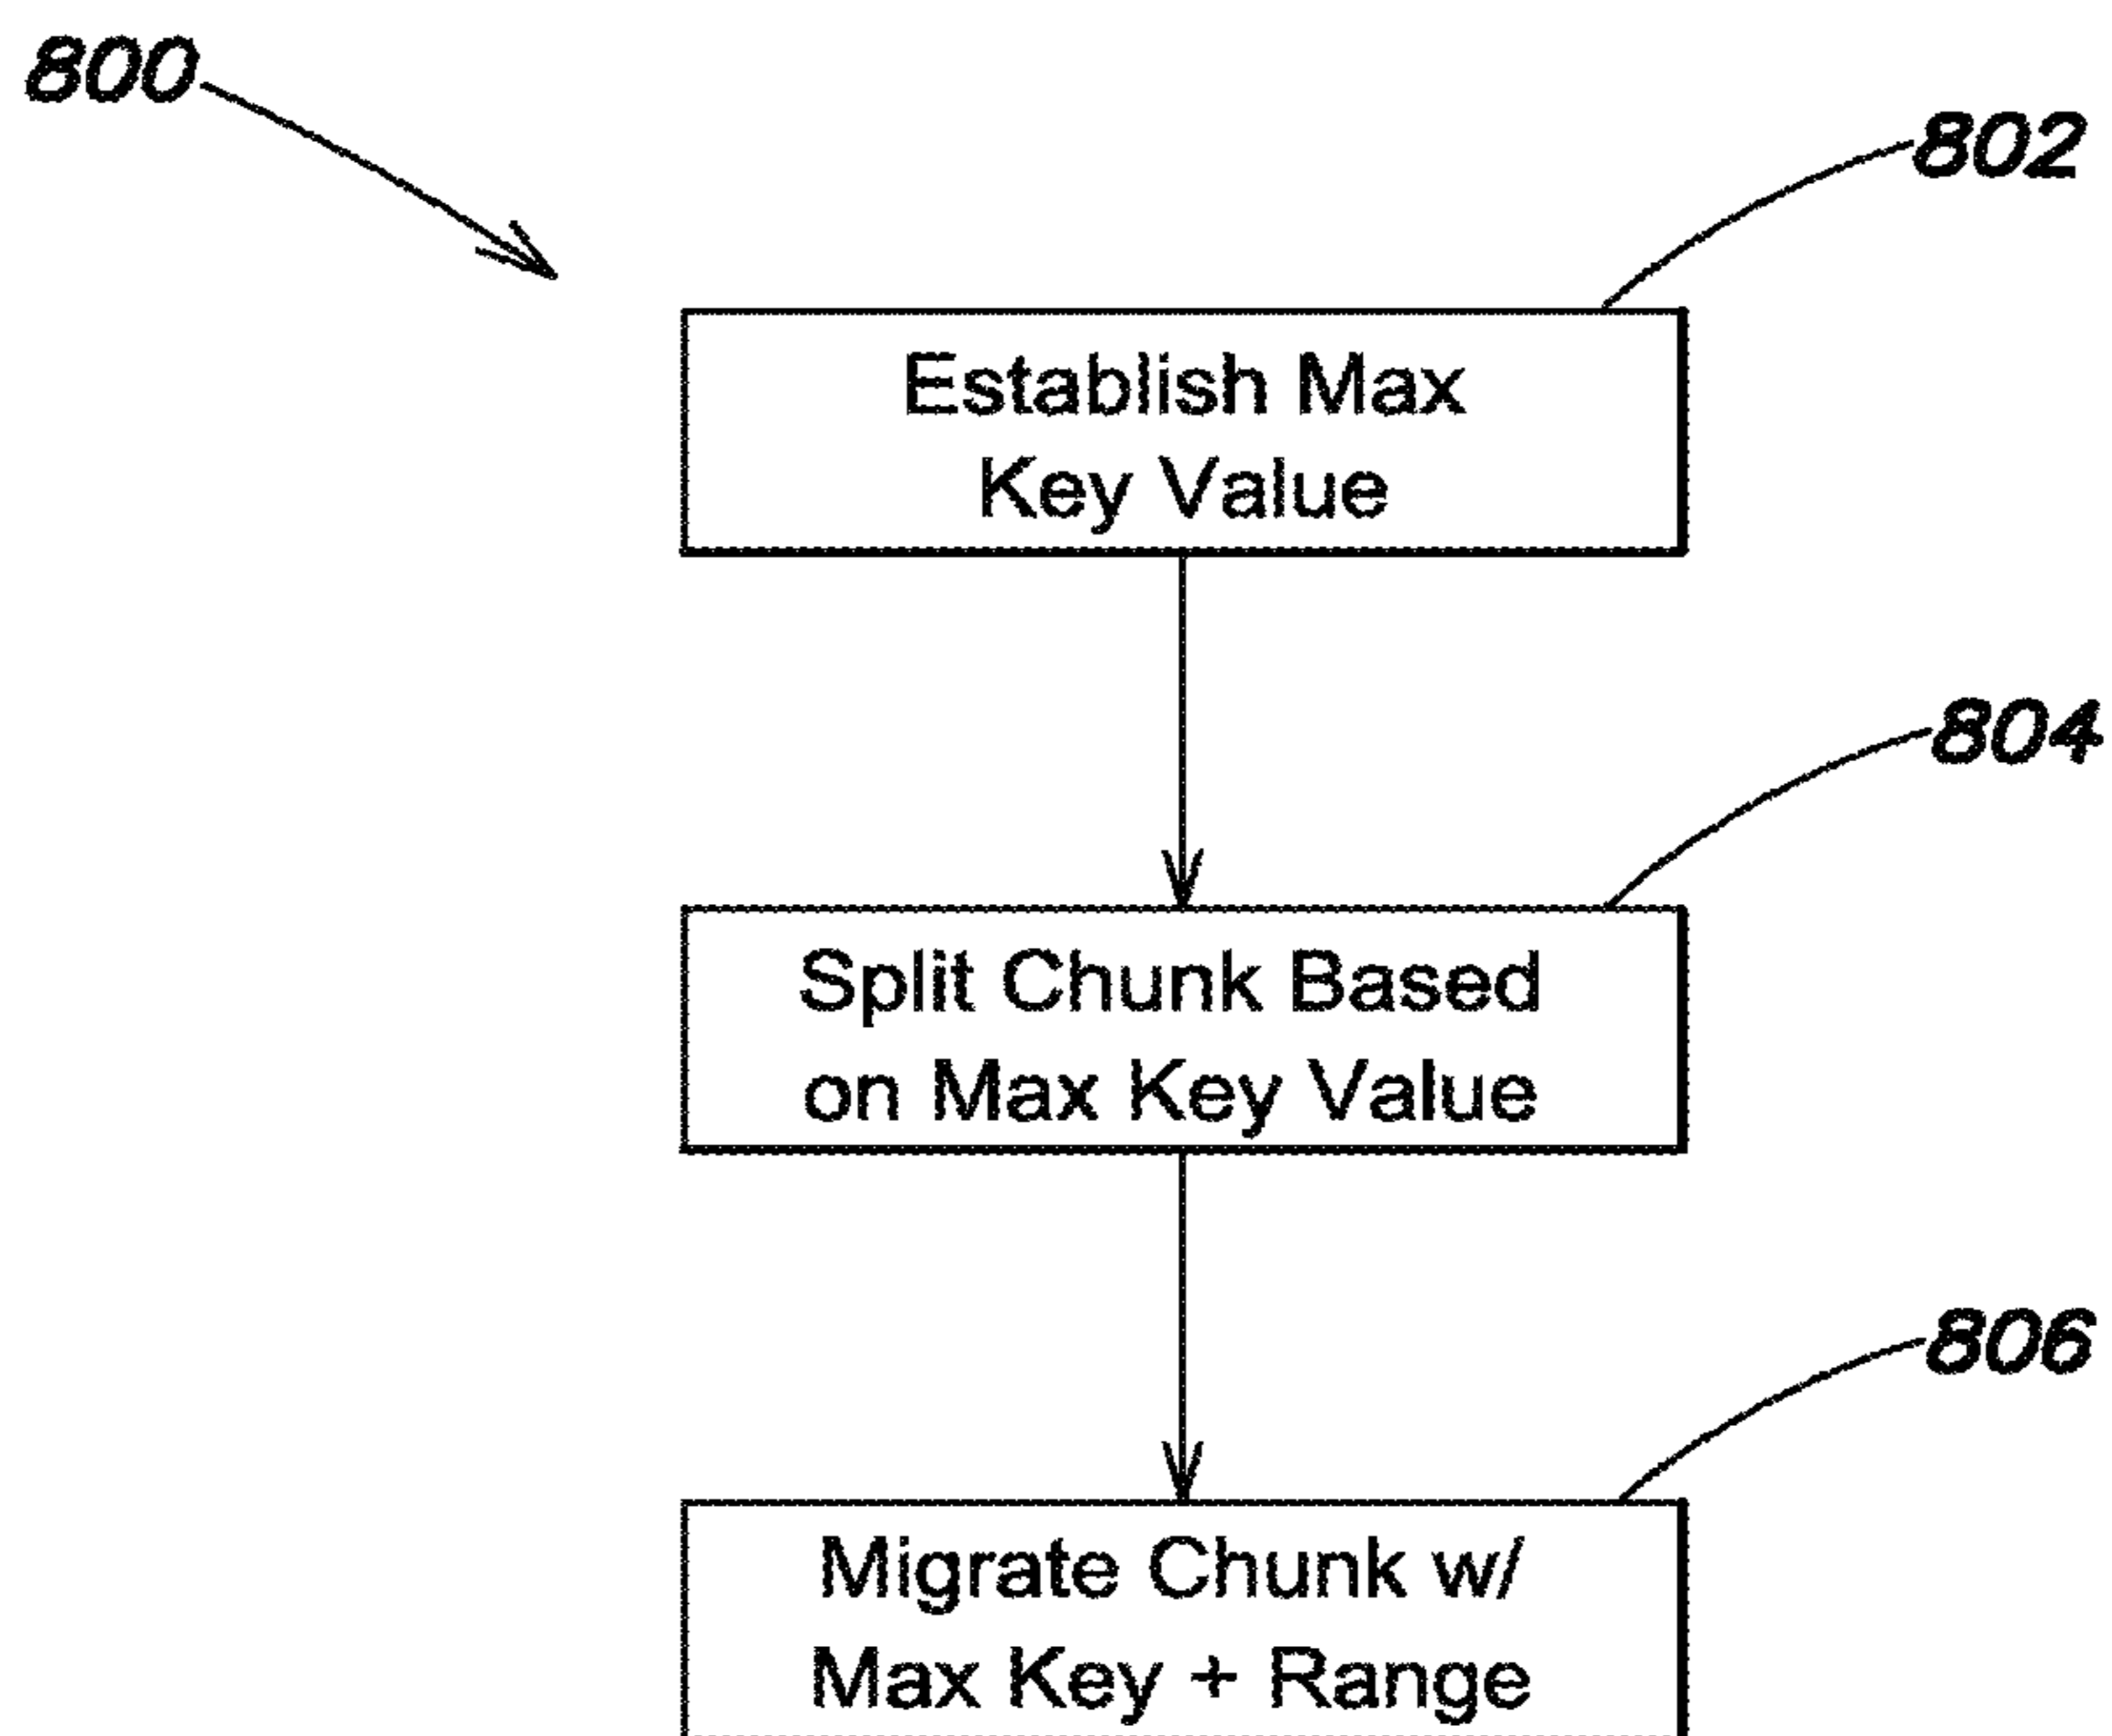 800
802
Establish Max
Key Value
804
Split Chunk Based
on Max Key Value
806
Migrate Chunk w/
Max Key + Range